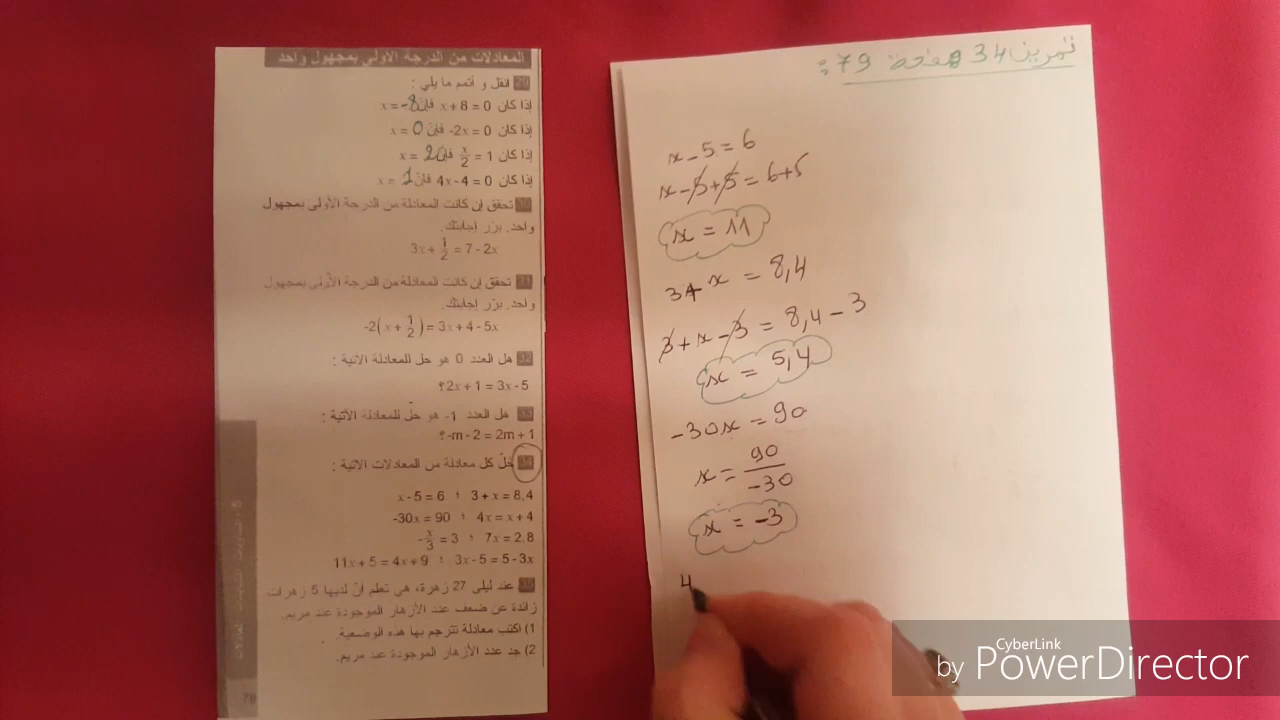 المعادلات من الدرجة الأولى بمجهول واحد
29 انقل و أتمم ما يلي :
إذا كان x + 8 = 0 فإن x = -8
إذا كان -2x = 0 فإن x = 0
إذا كان x/2 = 1 فإن x = 2
إذا كان 4x - 4 = 0 فإن x = 1
30 تحقق إن كانت المعادلة من الدرجة الأولى بمجهول
واحد. برّر إجابتك.
3x + 1/2 = 7 - 2x
31 تحقق إن كانت المعادلة من الدرجة الأولى بمجهول
واحد. برّر إجابتك.
-2(x + 1/2) = 3x + 4 - 5x
32 هل العدد 0 هو حل للمعادلة الآتية :
2x + 1 = 3x - 5؟
33 هل العدد -1 هو حلّ للمعادلة الآتية :
-m - 2 = 2m + 1؟
34 حلّ كل معادلة من المعادلات الآتية :
x - 5 = 6 ؛ 3 + x = 8,4
-30x = 90 ؛ 4x = x + 4
-x/3 = 3 ؛ 7x = 2,8
11x + 5 = 4x + 9 ؛ 3x - 5 = 5 - 3x
35 عند ليلى 27 زهرة، هي تعلم أنّ لديها 5 زهرات
زائدة عن ضعف عدد الأزهار الموجودة عند مريم.
1) اكتب معادلة تترجم بها هذه الوضعية.
2) جد عدد الأزهار الموجودة عند مريم.
تمرين 34 صفحة 79 :
x - 5 = 6
x - 5 + 5 = 6 + 5
x = 11
3 + x = 8,4
3 + x - 3 = 8,4 - 3
x = 5,4
-30x = 90
x = 90/-30
x = -3
4
CyberLink
by PowerDirector